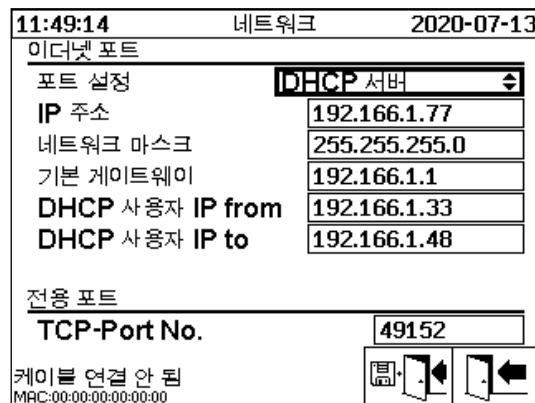 11:49:14 네트워크 2020-07-13
이더넷 포트
포트 설정 DHCP 서버
IP 주소 192.166.1.77
네트워크 마스크 255.255.255.0
기본 게이트웨이 192.166.1.1
DHCP 사용자 IP from 192.166.1.33
DHCP 사용자 IP to 192.166.1.48
전용 포트
TCP-Port No. 49152
케이블 연결 안 됨
MAC:00:00:00:00:00:00